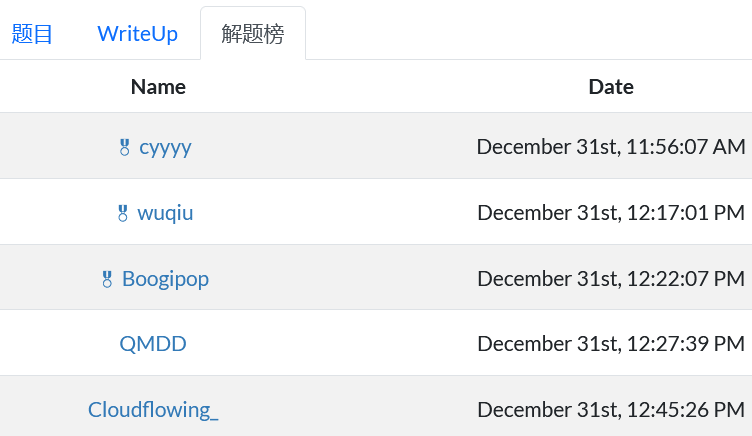 题目 WriteUp 解题榜
Name Date
cyyyy December 31st, 11:56:07 AM
wuqiu December 31st, 12:17:01 PM
Boogipop December 31st, 12:22:07 PM
QMDD December 31st, 12:27:39 PM
Cloudflowing_ December 31st, 12:45:26 PM